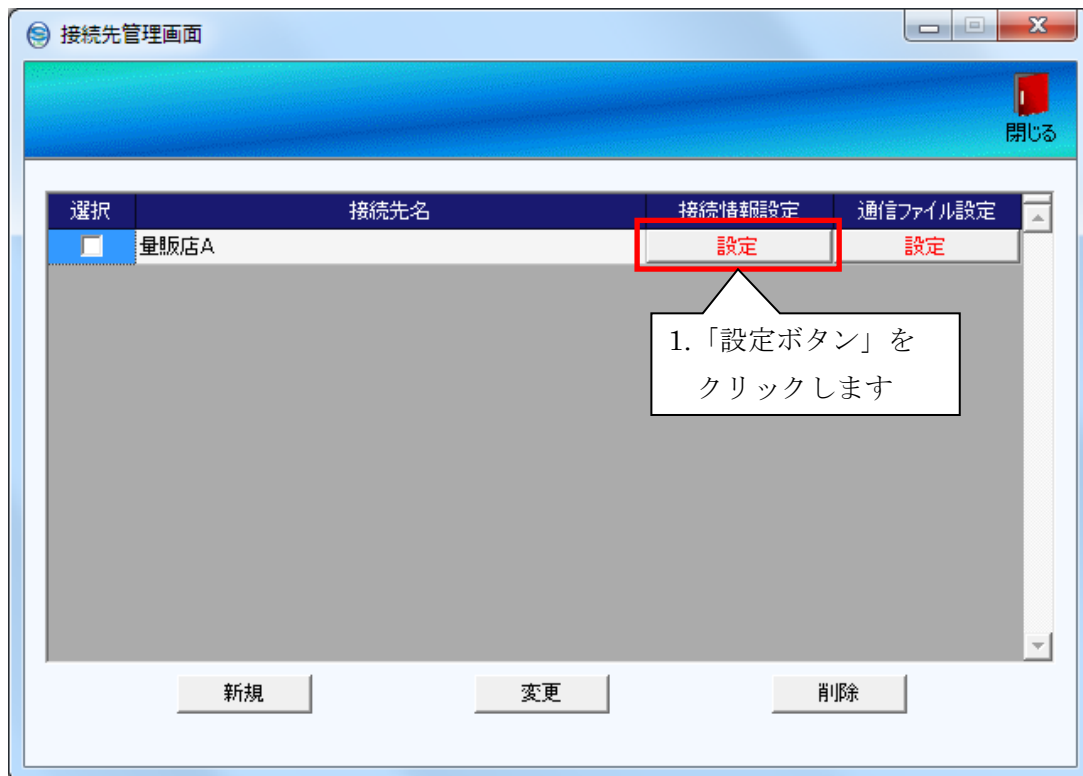 接続先管理画面
閉じる
選択 接続先名 接続情報設定 通信ファイル設定
量販店A 設定 設定
1.「設定ボタン」を
クリックします
新規 変更 削除